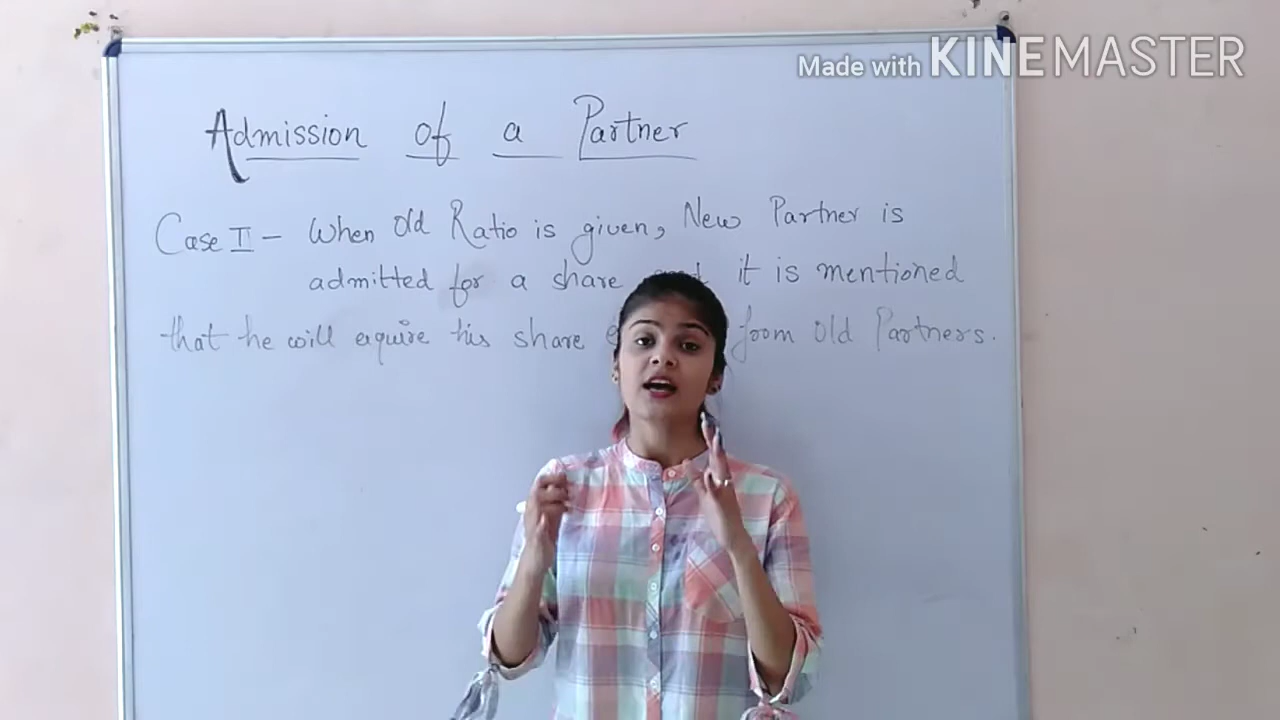 Made with KINEMASTER
Admission of a Partner
Case II - When Old Ratio is given, New Partner is
admitted for a share it is mentioned
that he will equire his share from Old Partners.